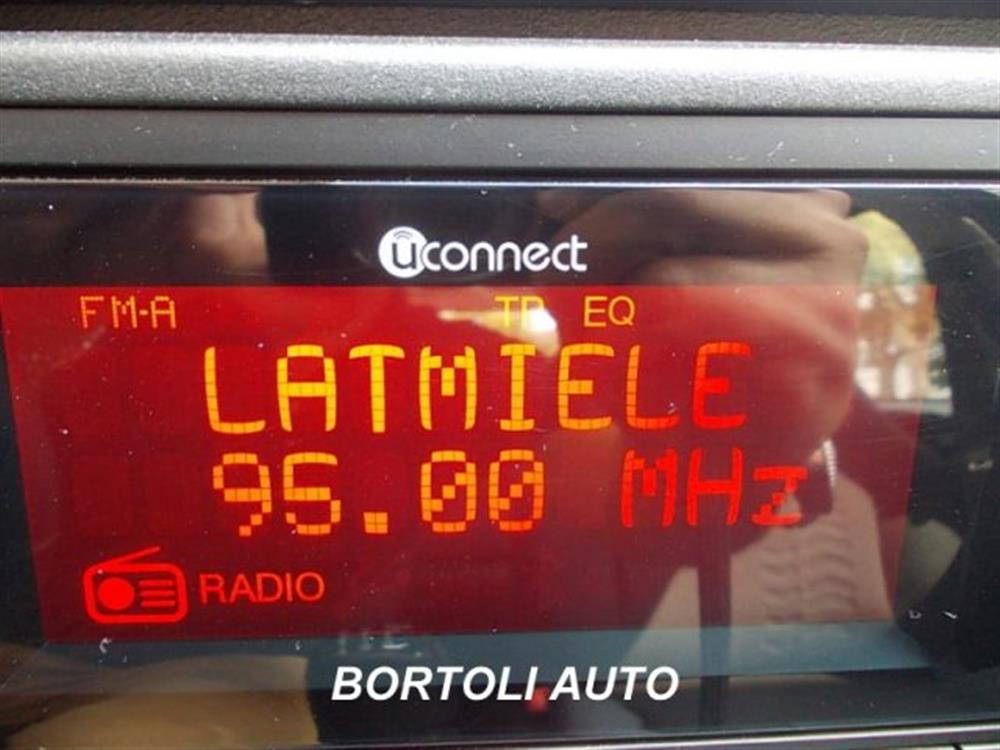 uconnect
FM-A TP EQ
LATMIELE
95.00 MHz
RADIO
BORTOLI AUTO